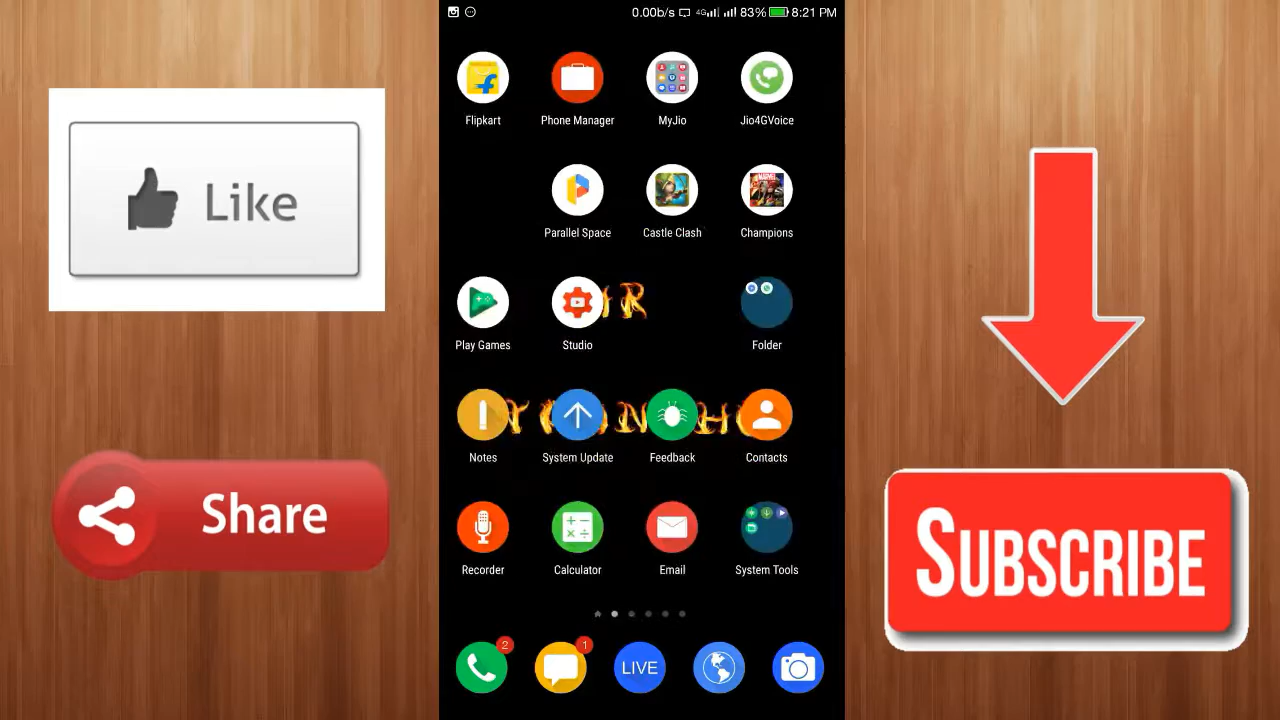 0.00b/s 4G 83% 8:21 PM
Flipkart Phone Manager MyJio Jio4GVoice
Parallel Space Castle Clash Champions
Play Games Studio Folder
Notes System Update Feedback Contacts
Recorder Calculator Email System Tools
2 1
LIVE
Like
Share
SUBSCRIBE